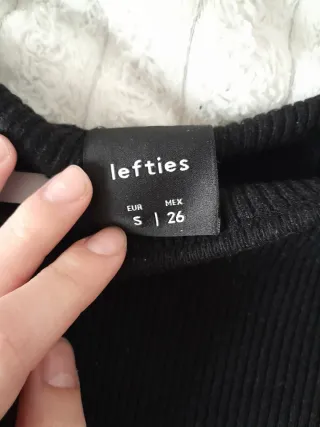 lefties
EUR MEX
S | 26